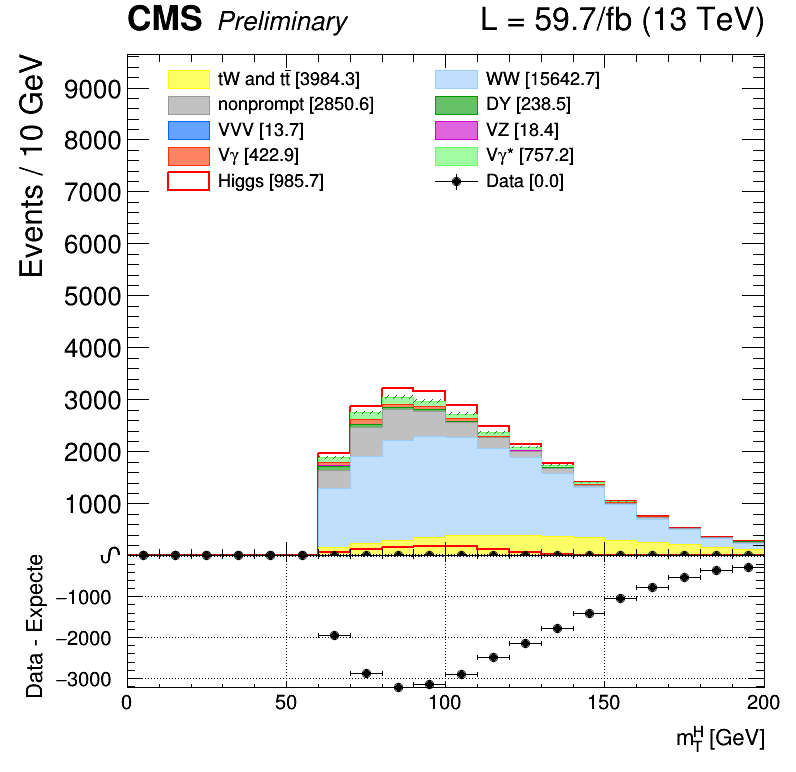 CMS Preliminary L = 59.7/fb (13 TeV)
Events / 10 GeV
9000
8000
7000
6000
5000
4000
3000
2000
1000
0
tW and tt̄ [3984.3]
WW [15642.7]
nonprompt [2850.6]
DY [238.5]
VVV [13.7]
VZ [18.4]
Vγ [422.9]
Vγ* [757.2]
Higgs [985.7]
Data [0.0]
Data - Expecte
−1000
−2000
−3000
0 50 100 150 200
m_T^H [GeV]